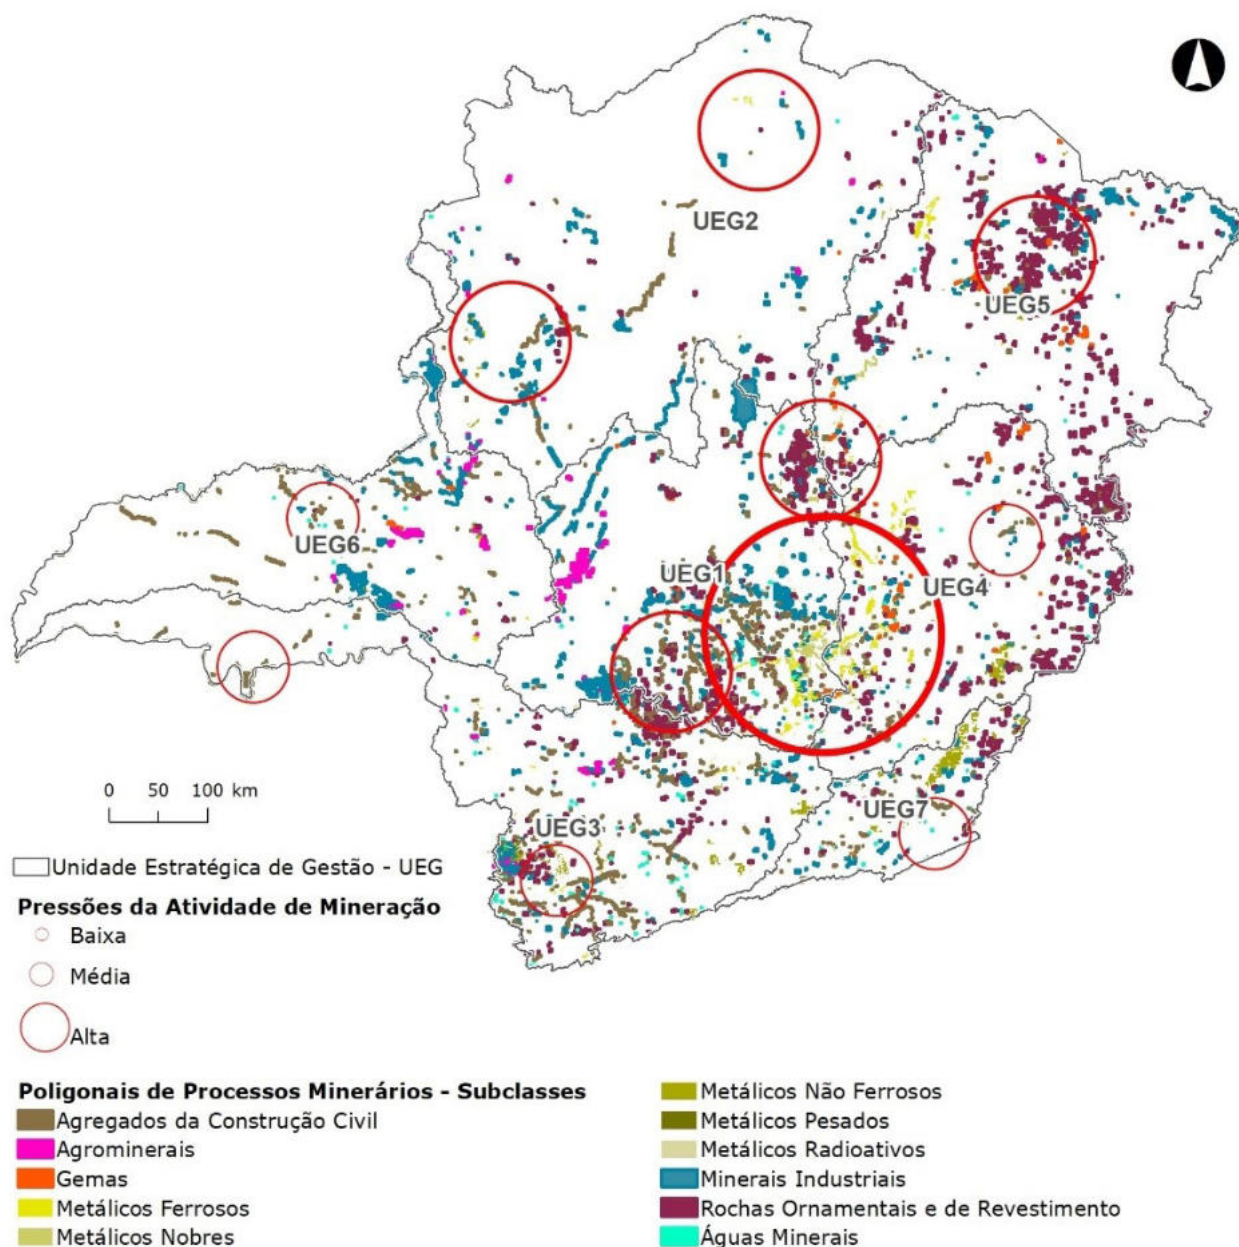 UEG2
UEG5
UEG6
UEG1
UEG4
UEG7
UEG3
0 50 100 km
Unidade Estratégica de Gestão - UEG
Pressões da Atividade de Mineração
Baixa
Média
Alta
Poligonais de Processos Minerários - Subclasses
Agregados da Construção Civil
Agrominerais
Gemas
Metálicos Ferrosos
Metálicos Nobres
Metálicos Não Ferrosos
Metálicos Pesados
Metálicos Radioativos
Minerais Industriais
Rochas Ornamentais e de Revestimento
Águas Minerais